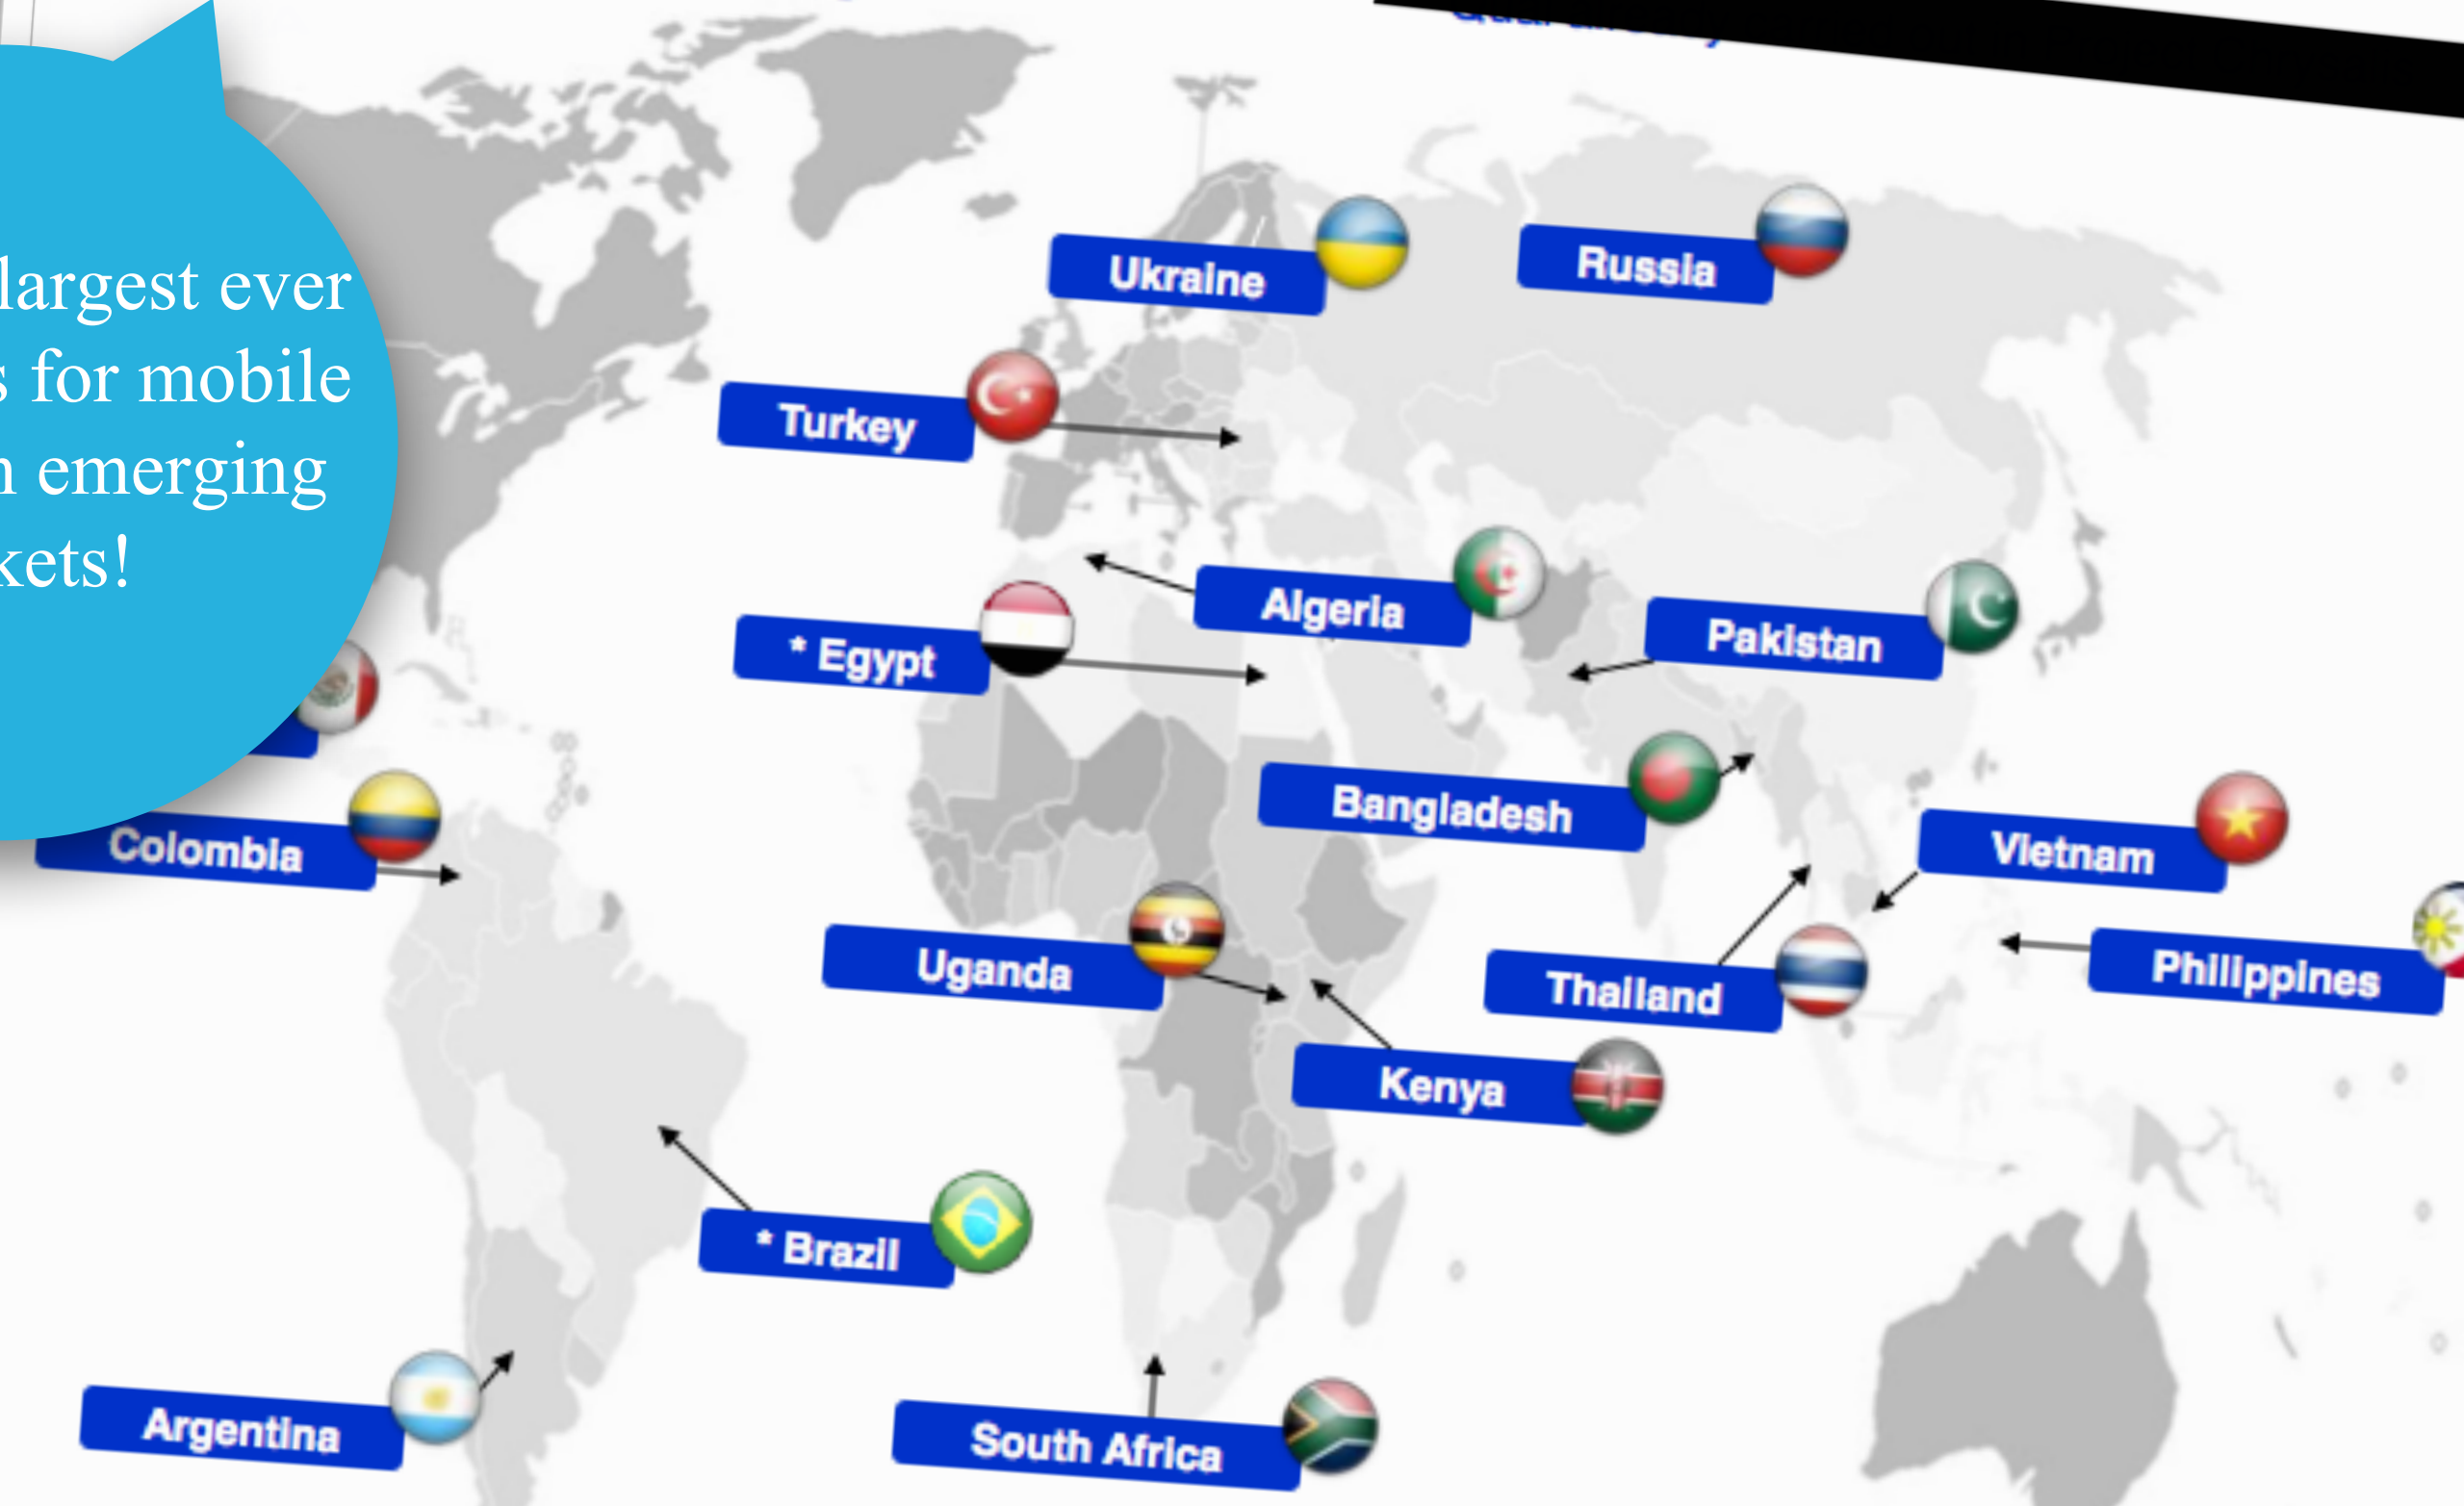 largest ever
for mobile
emerging
Ukraine
Russia
Turkey
Algeria
* Egypt
Pakistan
Bangladesh
Colombia
Vietnam
Uganda
Thailand
Philippines
Kenya
* Brazil
Argentina
South Africa